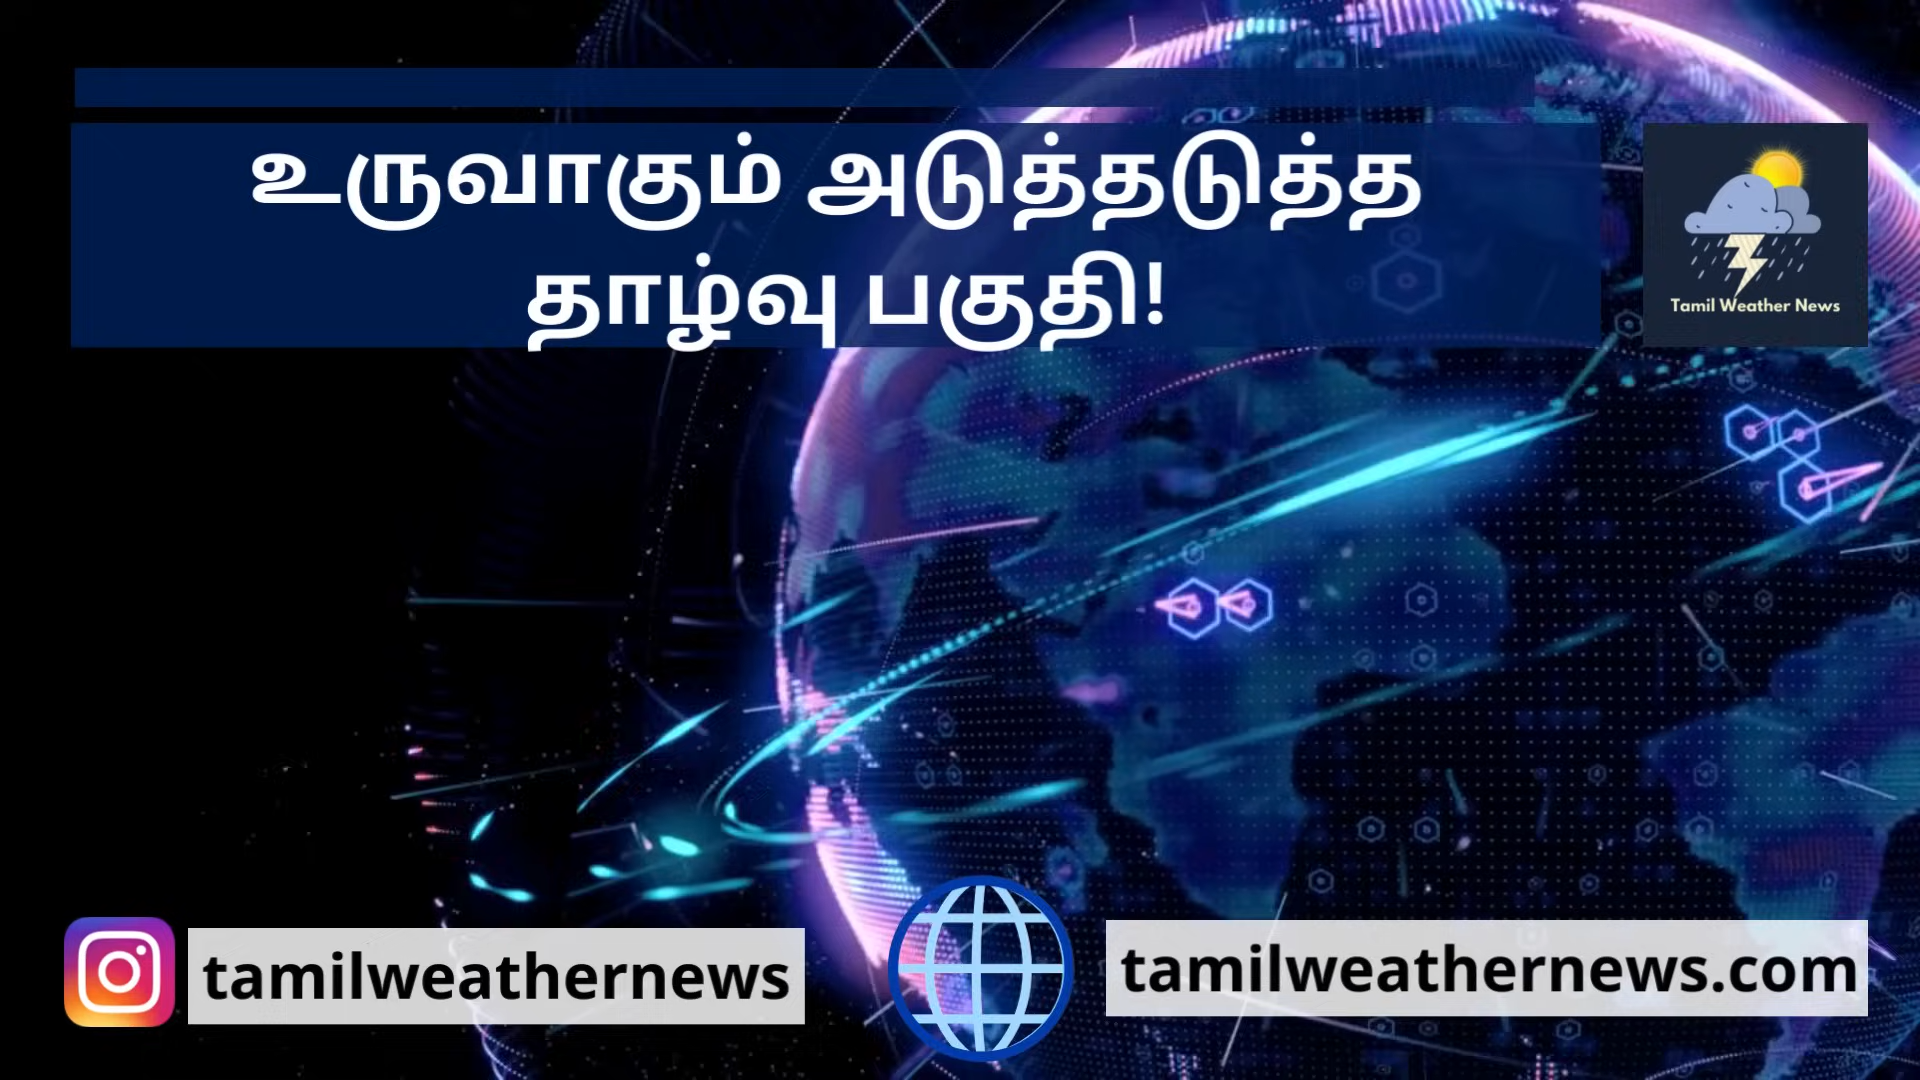 உருவாகும் அடுத்தடுத்த
தாழ்வு பகுதி!
Tamil Weather News
tamilweathernews
tamilweathernews.com